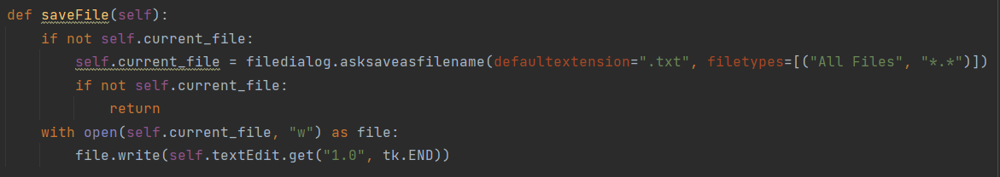 def saveFile(self):
    if not self.current_file:
        self.current_file = filedialog.asksaveasfilename(defaultextension=".txt", filetypes=[("All Files", "*.*")])
        if not self.current_file:
            return
    with open(self.current_file, "w") as file:
        file.write(self.textEdit.get("1.0", tk.END))